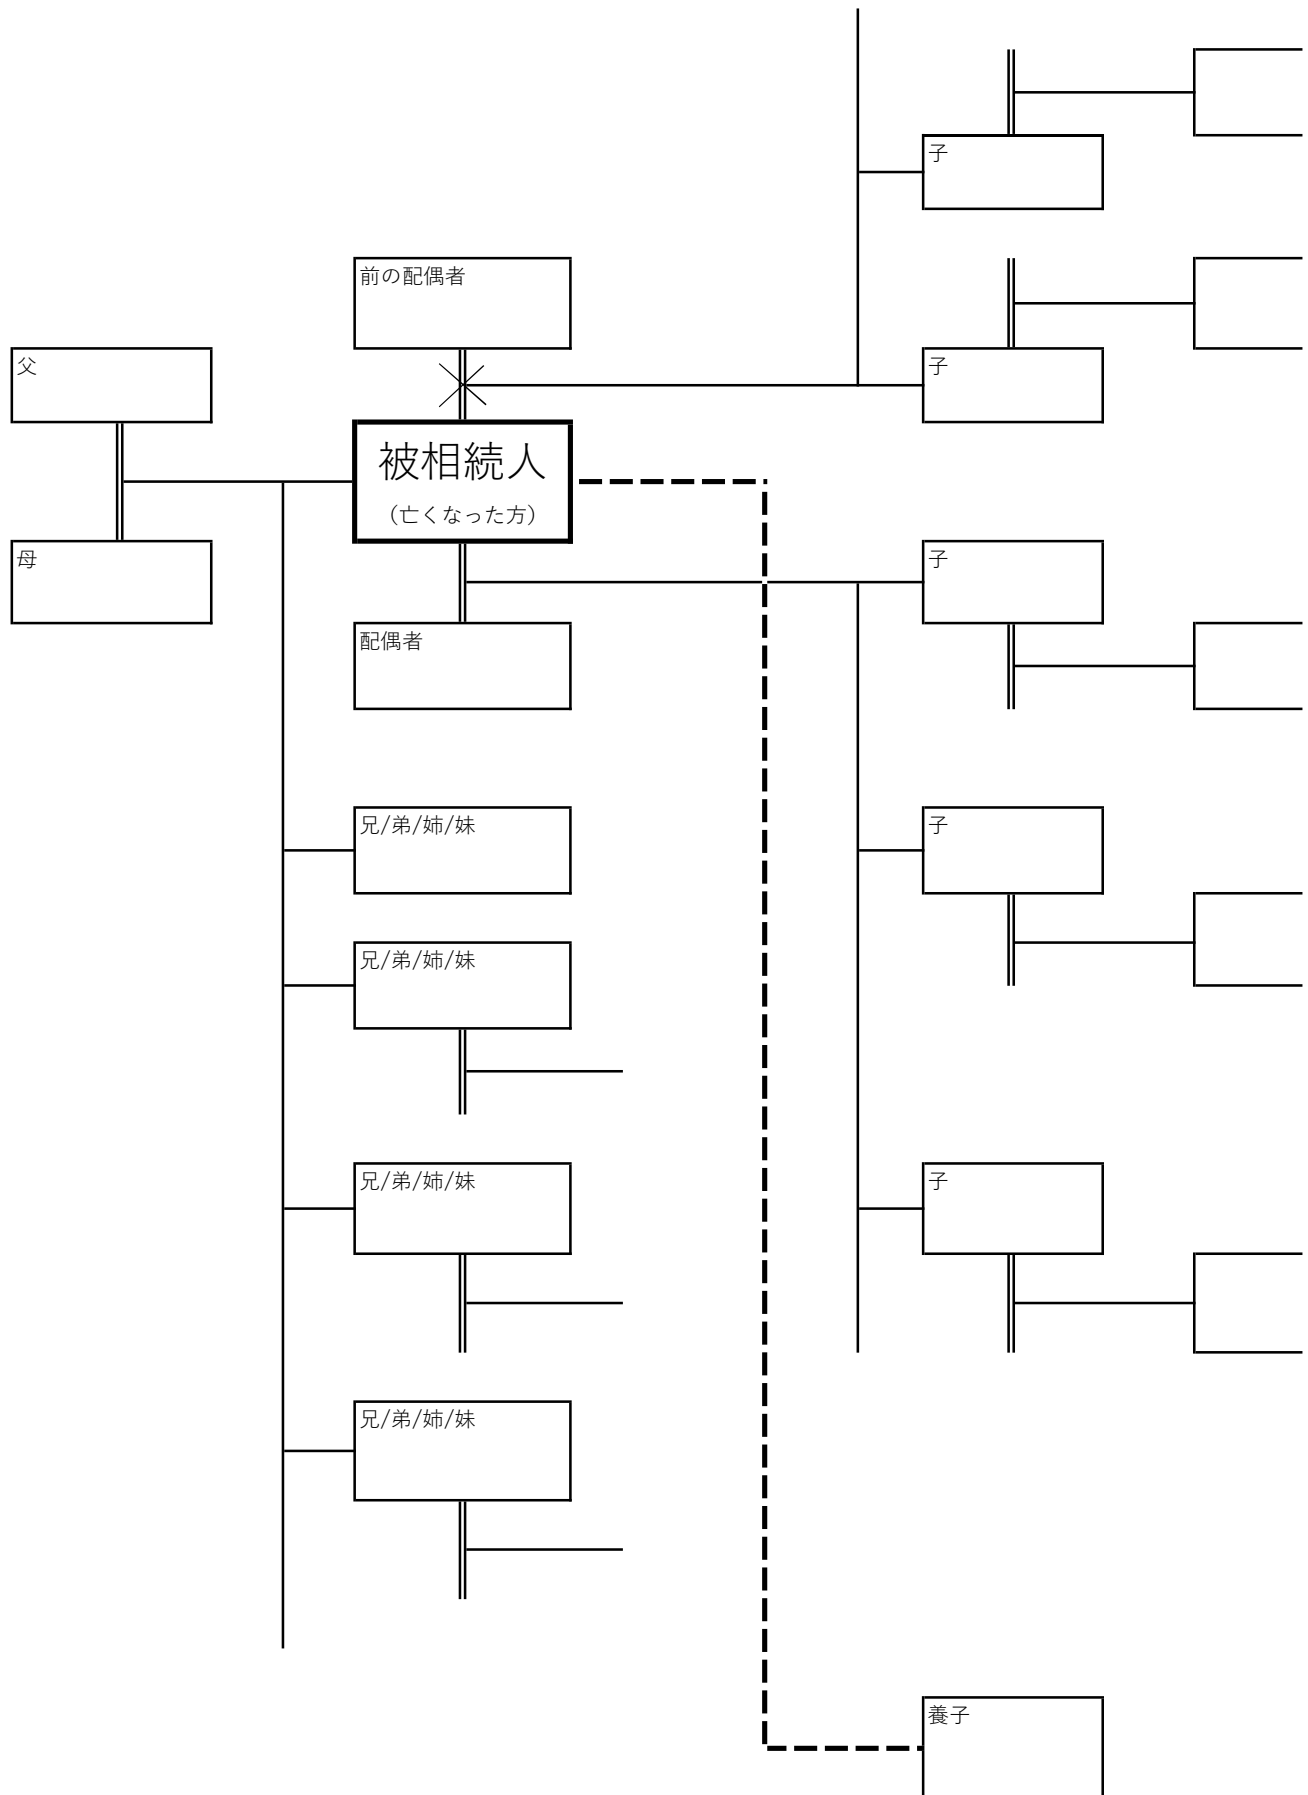 子
前の配偶者
父
子
被相続人
（亡くなった方）
母
子
配偶者
兄/弟/姉/妹
子
兄/弟/姉/妹
兄/弟/姉/妹
子
兄/弟/姉/妹
養子